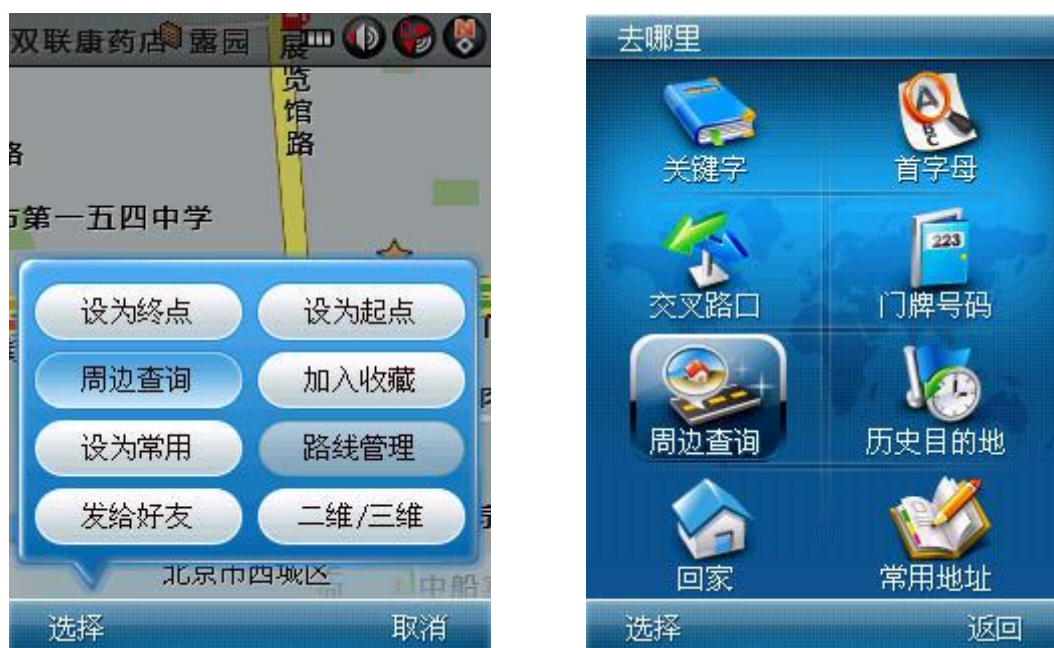 双联康药店 露园
展览馆路
路
市第一五四中学
设为终点 设为起点
周边查询 加入收藏
设为常用 路线管理
发给好友 二维/三维
北京市西城区
中船
选择 取消
去哪里
关键字 首字母
A
B
C
交叉路口 门牌号码
223
周边查询 历史目的地
回家 常用地址
选择 返回